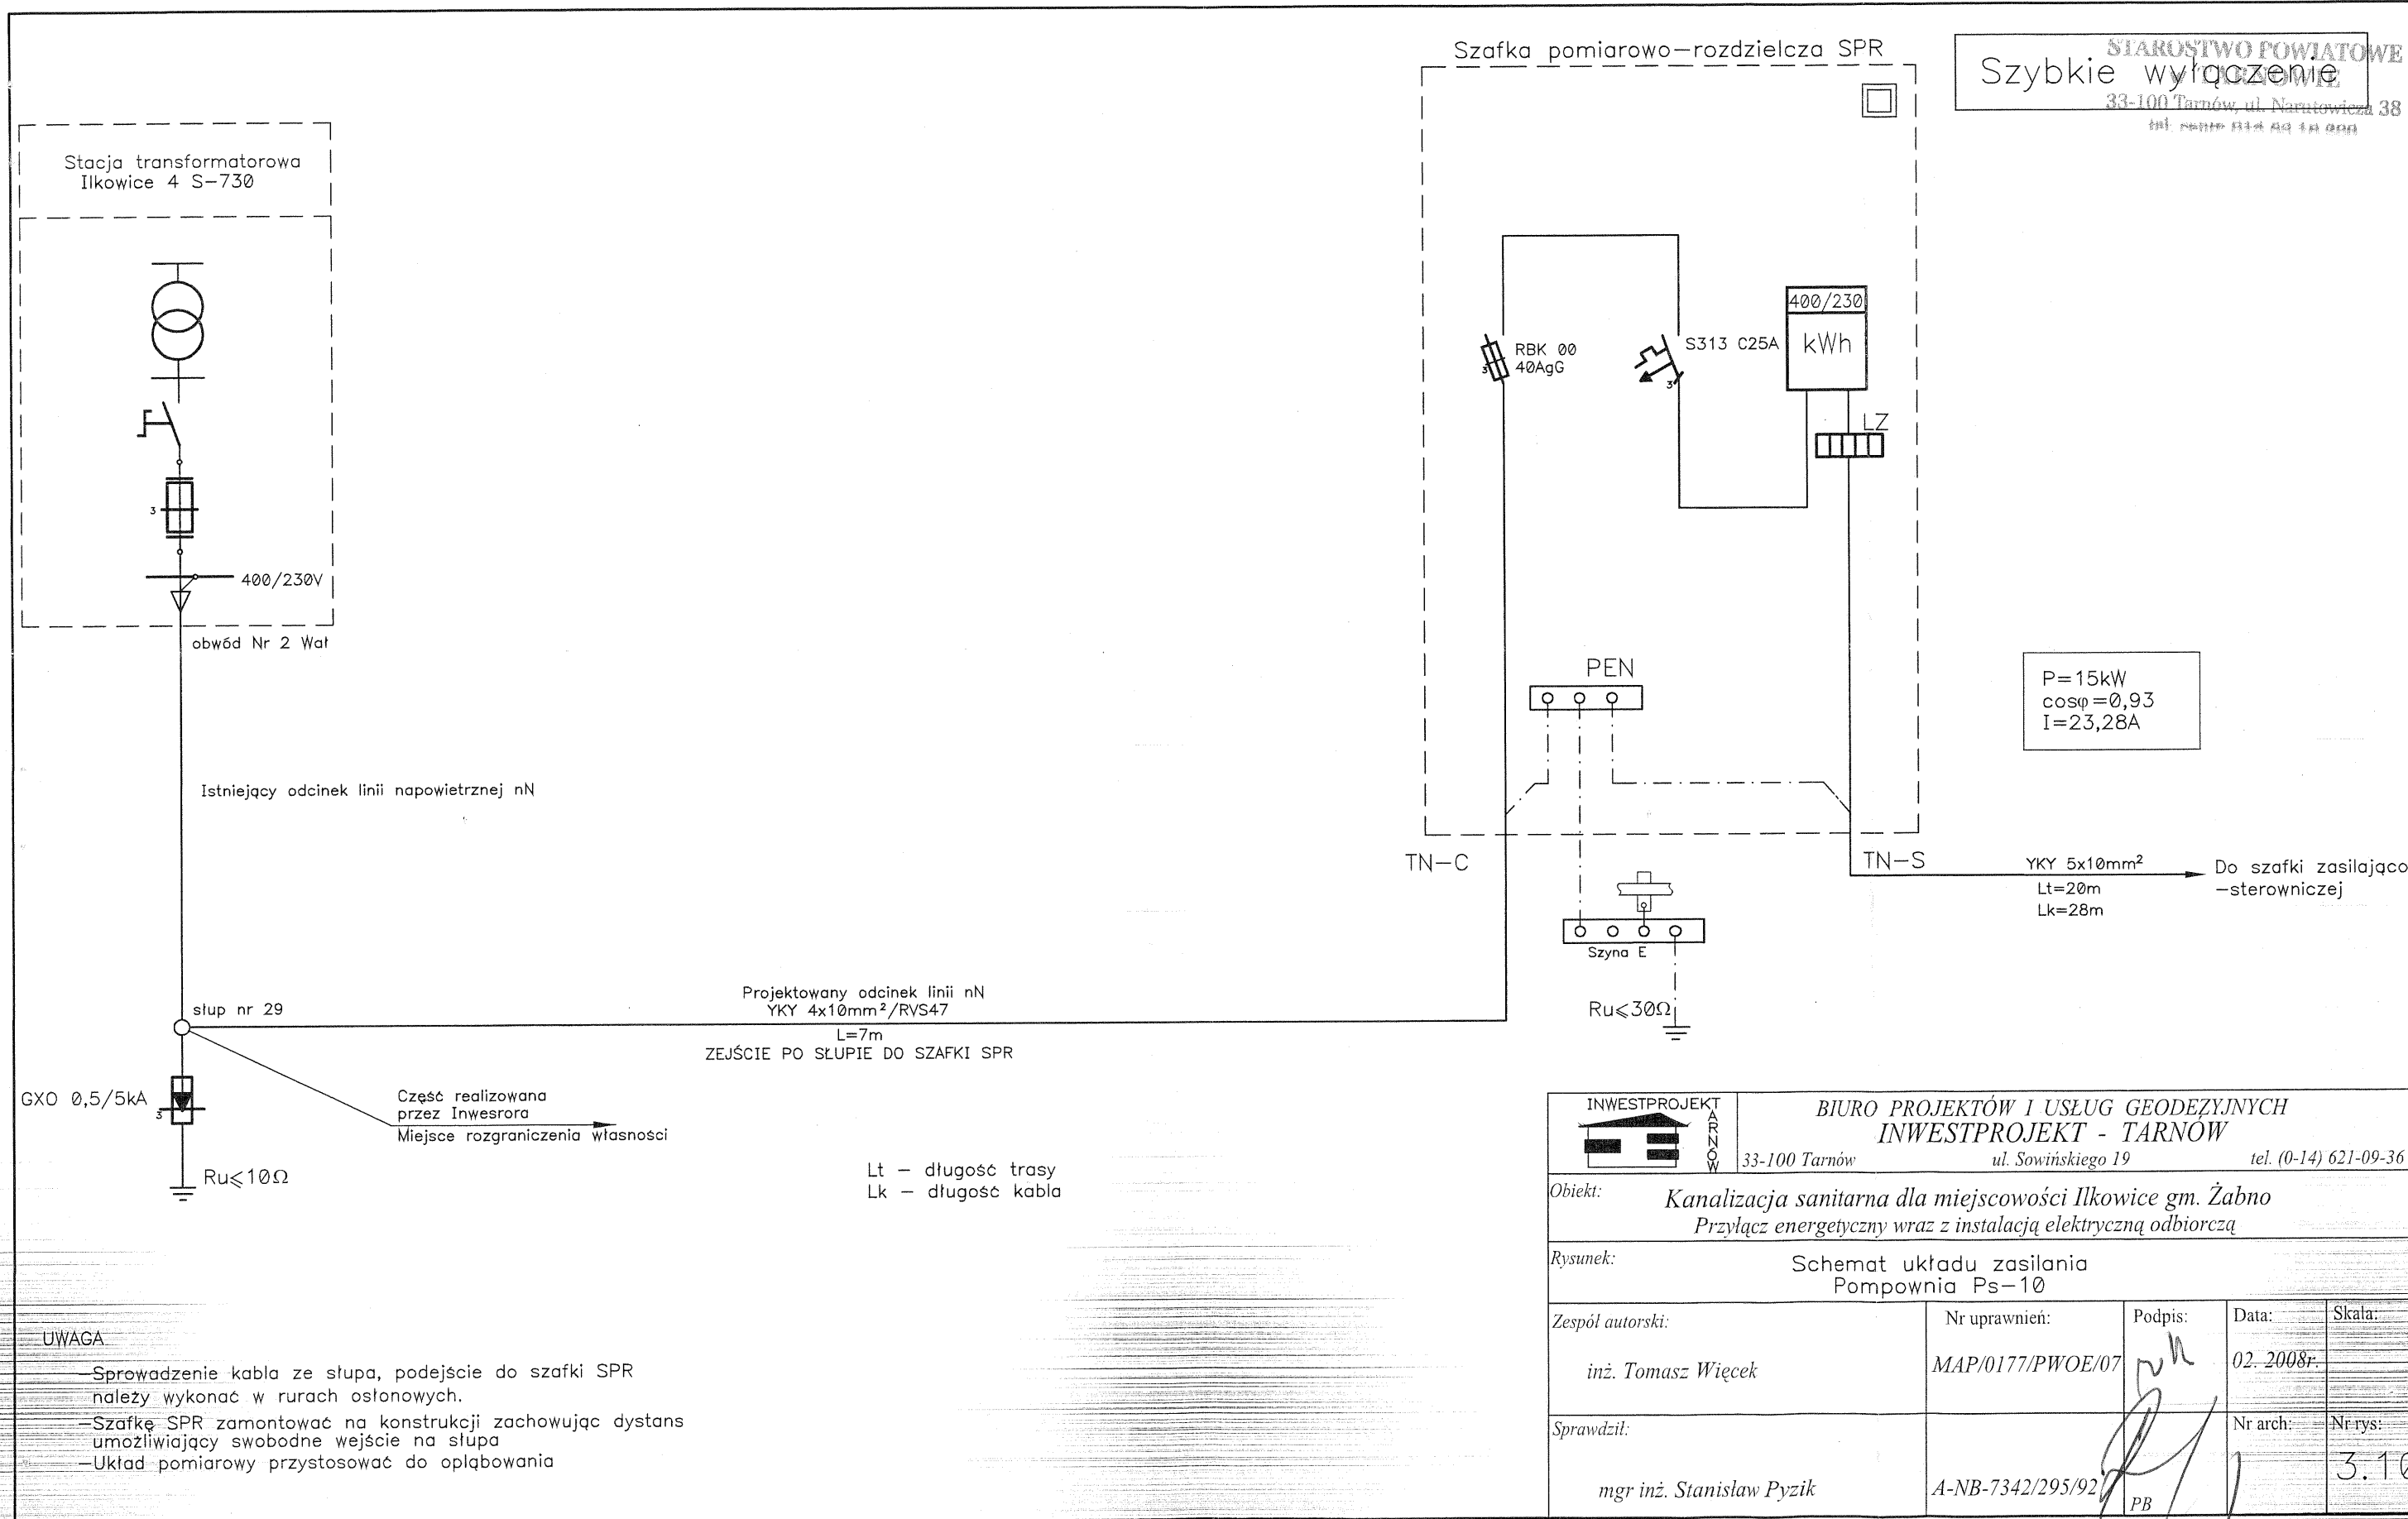 Szafka pomiarowo-rozdzielcza SPR
Szybkie wyłączenie
STAROSTWO POWIATOWE
w TARNOWIE
33-100 Tarnów, ul. Narutowicza 38
Stacja transformatorowa
Ilkowice 4 S-730
400/230
kWh
S313 C25A
RBK 00
40AgG
3
3
LZ
3
400/230V
obwód Nr 2 Wał
PEN
P=15kW
cosφ=0,93
I=23,28A
Istniejący odcinek linii napowietrznej nN
TN-C
TN-S
YKY 5x10mm²
Lt=20m
Lk=28m
Do szafki zasilająco
-sterowniczej
Szyna E
Ru≤30Ω
słup nr 29
Projektowany odcinek linii nN
YKY 4x10mm²/RVS47
L=7m
ZEJŚCIE PO SŁUPIE DO SZAFKI SPR
GXO 0,5/5kA
3
Część realizowana
przez Inwesrora
Miejsce rozgraniczenia własności
Ru≤10Ω
Lt - długość trasy
Lk - długość kabla
UWAGA
-Sprowadzenie kabla ze słupa, podejście do szafki SPR
należy wykonać w rurach osłonowych.
-Szafkę SPR zamontować na konstrukcji zachowując dystans
umożliwiający swobodne wejście na słupa
-Układ pomiarowy przystosować do opląbowania
INWESTPROJEKT
TARNÓW
BIURO PROJEKTÓW I USŁUG GEODEZYJNYCH
INWESTPROJEKT - TARNÓW
33-100 Tarnów ul. Sowińskiego 19 tel. (0-14) 621-09-36
Obiekt: Kanalizacja sanitarna dla miejscowości Ilkowice gm. Żabno
Przyłącz energetyczny wraz z instalacją elektryczną odbiorczą
Rysunek: Schemat układu zasilania
Pompownia Ps-10
Zespół autorski: Nr uprawnień: Podpis: Data: Skala:
inż. Tomasz Więcek MAP/0177/PWOE/07 02. 2008r.
Sprawdził: Nr arch: Nr rys:
3.10
mgr inż. Stanisław Pyzik A-NB-7342/295/92 PB